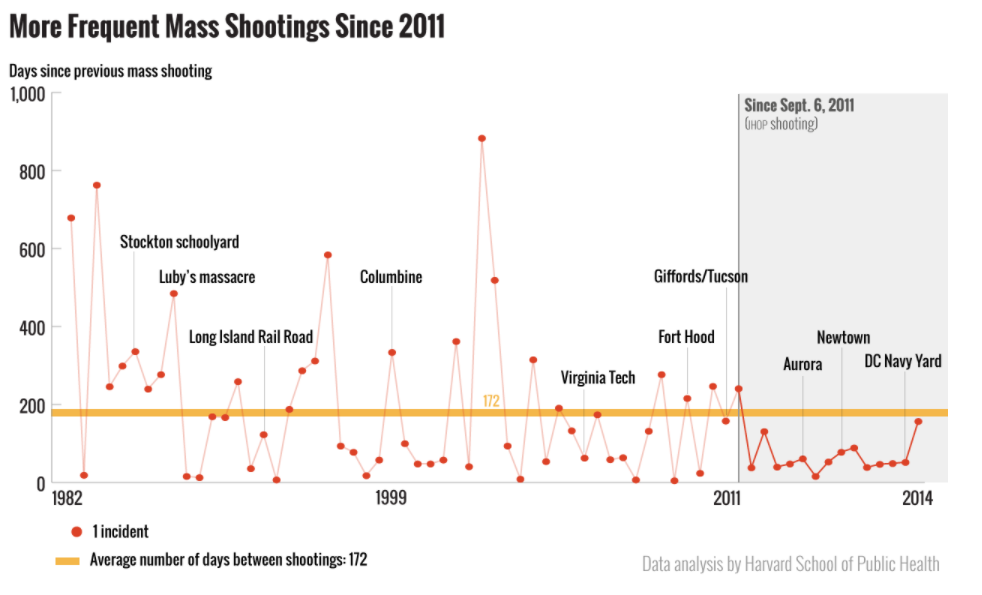 More Frequent Mass Shootings Since 2011
Days since previous mass shooting
1,000
800
600
400
200
0
Since Sept. 6, 2011
(IHOP shooting)
Stockton schoolyard
Luby's massacre
Long Island Rail Road
Columbine
Virginia Tech
Giffords/Tucson
Fort Hood
Newtown
Aurora
DC Navy Yard
172
1982
1999
2011
2014
1 incident
Average number of days between shootings: 172
Data analysis by Harvard School of Public Health